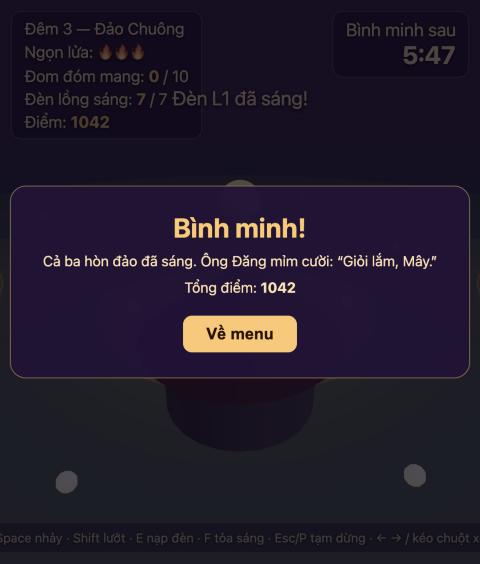 Đêm 3 — Đảo Chuông
Ngọn lửa: 🔥🔥🔥
Đom đóm mang: 0 / 10
Đèn lồng sáng: 7 / 7
Điểm: 1042
Bình minh sau
5:47
Đèn L1 đã sáng!
Bình minh!
Cả ba hòn đảo đã sáng. Ông Đăng mỉm cười: “Giỏi lắm, Mây.”
Tổng điểm: 1042
Về menu
Space nhảy · Shift lướt · E nạp đèn · F tỏa sáng · Esc/P tạm dừng · ← → / kéo chuột